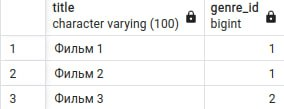 title
character varying (100)
genre_id
bigint
1 Фильм 1 1
2 Фильм 2 1
3 Фильм 3 2